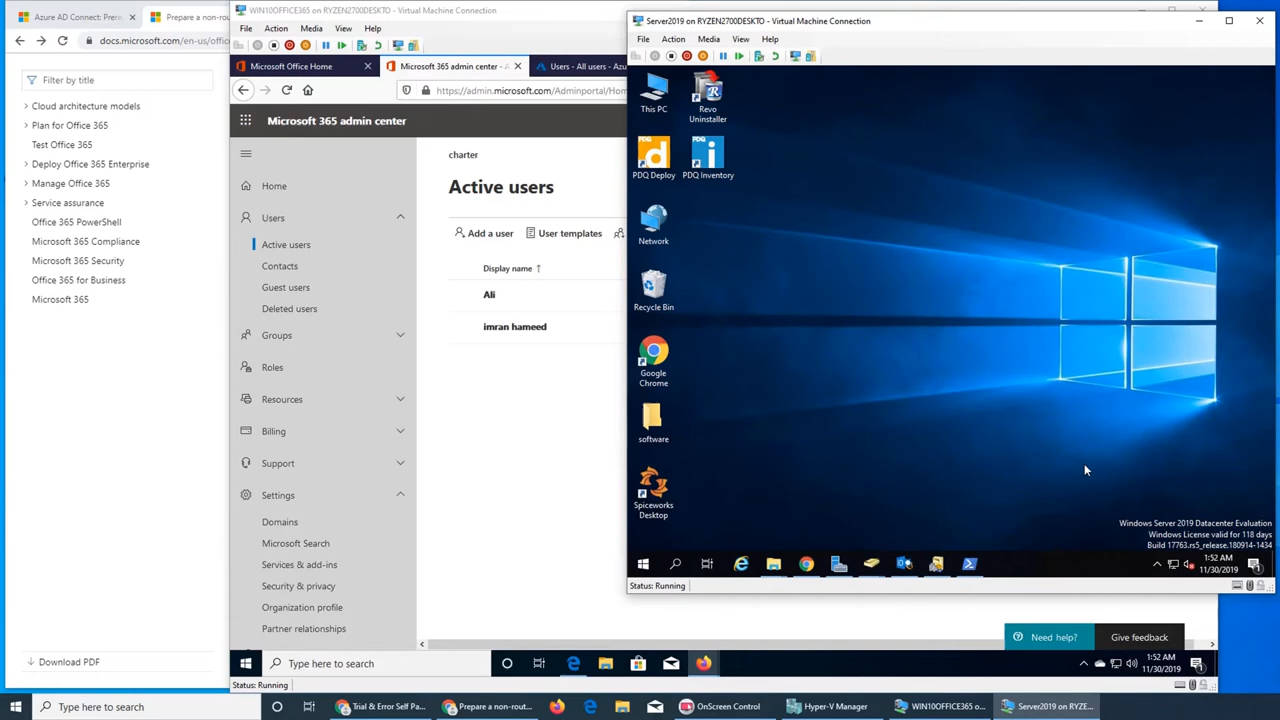 Azure AD Connect: Prere
Prepare a non-rou
docs.microsoft.com/en-us/offic
Filter by title
Cloud architecture models
Plan for Office 365
Test Office 365
Deploy Office 365 Enterprise
Manage Office 365
Service assurance
Office 365 PowerShell
Microsoft 365 Compliance
Microsoft 365 Security
Office 365 for Business
Microsoft 365
Download PDF
WIN10OFFICE365 on RYZEN2700DESKTO - Virtual Machine Connection
File Action Media View Help
Microsoft Office Home
Microsoft 365 admin center - A
Users - All users - Azu
https://admin.microsoft.com/Adminportal/Hom
Microsoft 365 admin center
Home
Users
Active users
Contacts
Guest users
Deleted users
Groups
Roles
Resources
Billing
Support
Settings
Domains
Microsoft Search
Services & add-ins
Security & privacy
Organization profile
Partner relationships
charter
Active users
Add a user
User templates
Display name ↑
Ali
imran hameed
Need help?
Give feedback
Type here to search
1:52 AM
11/30/2019
Status: Running
Server2019 on RYZEN2700DESKTO - Virtual Machine Connection
File Action Media View Help
This PC
Revo
Uninstaller
PDQ
d
PDQ Deploy
PDQ
i
PDQ Inventory
Network
Recycle Bin
Google
Chrome
software
Spiceworks
Desktop
Windows Server 2019 Datacenter Evaluation
Windows License valid for 118 days
Build 17763.rs5_release.180914-1434
1:52 AM
11/30/2019
Status: Running
Type here to search
Trial & Error Self Pa...
Prepare a non-rout...
OnScreen Control
Hyper-V Manager
WIN10OFFICE365 o...
Server2019 on RYZE...